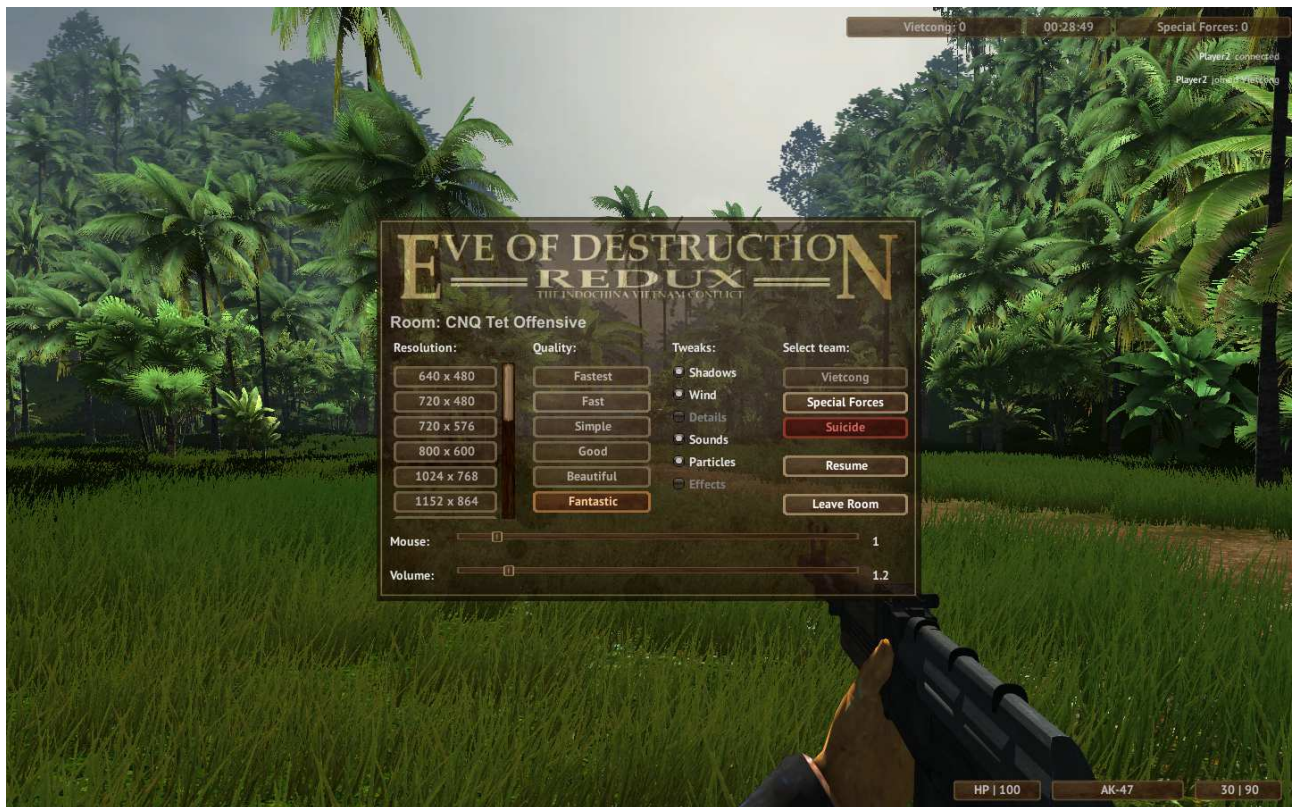 Vietcong: 0
00:28:49
Special Forces: 0
Player2 connected
Player2 joined Vietcong
EVE OF DESTRUCTION
REDUX
THE INDOCHINA VIETNAM CONFLICT
Room: CNQ Tet Offensive
Resolution:
640 x 480
720 x 480
720 x 576
800 x 600
1024 x 768
1152 x 864
Quality:
Fastest
Fast
Simple
Good
Beautiful
Fantastic
Tweaks:
Shadows
Wind
Details
Sounds
Particles
Effects
Select team:
Vietcong
Special Forces
Suicide
Resume
Leave Room
Mouse:
1
Volume:
1.2
HP | 100
AK-47
30 | 90